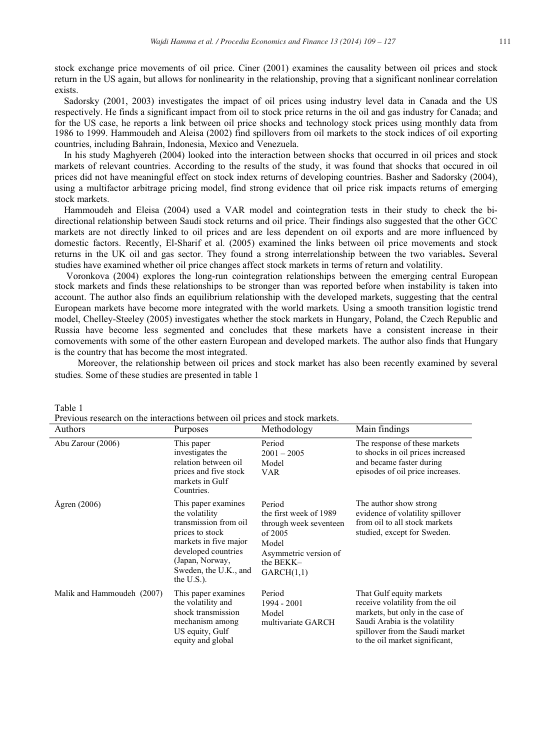 Wajdi Hamma et al. / Procedia Economics and Finance 13 (2014) 109 – 127
111
stock exchange price movements of oil price. Ciner (2001) examines the causality between oil prices and stock
return in the US again, but allows for nonlinearity in the relationship, proving that a significant nonlinear correlation
exists.
Sadorsky (2001, 2003) investigates the impact of oil prices using industry level data in Canada and the US
respectively. He finds a significant impact from oil to stock price returns in the oil and gas industry for Canada; and
for the US case, he reports a link between oil price shocks and technology stock prices using monthly data from
1986 to 1999. Hammoudeh and Aleisa (2002) find spillovers from oil markets to the stock indices of oil exporting
countries, including Bahrain, Indonesia, Mexico and Venezuela.
In his study Maghyereh (2004) looked into the interaction between shocks that occurred in oil prices and stock
markets of relevant countries. According to the results of the study, it was found that shocks that occured in oil
prices did not have meaningful effect on stock index returns of developing countries. Basher and Sadorsky (2004),
using a multifactor arbitrage pricing model, find strong evidence that oil price risk impacts returns of emerging
stock markets.
Hammoudeh and Eleisa (2004) used a VAR model and cointegration tests in their study to check the bi-
directional relationship between Saudi stock returns and oil price. Their findings also suggested that the other GCC
markets are not directly linked to oil prices and are less dependent on oil exports and are more influenced by
domestic factors. Recently, El-Sharif et al. (2005) examined the links between oil price movements and stock
returns in the UK oil and gas sector. They found a strong interrelationship between the two variables. Several
studies have examined whether oil price changes affect stock markets in terms of return and volatility.
Voronkova (2004) explores the long-run cointegration relationships between the emerging central European
stock markets and finds these relationships to be stronger than was reported before when instability is taken into
account. The author also finds an equilibrium relationship with the developed markets, suggesting that the central
European markets have become more integrated with the world markets. Using a smooth transition logistic trend
model, Chelley-Steeley (2005) investigates whether the stock markets in Hungary, Poland, the Czech Republic and
Russia have become less segmented and concludes that these markets have a consistent increase in their
comovements with some of the other eastern European and developed markets. The author also finds that Hungary
is the country that has become the most integrated.
Moreover, the relationship between oil prices and stock market has also been recently examined by several
studies. Some of these studies are presented in table 1
Table 1
Previous research on the interactions between oil prices and stock markets.
Authors
Purposes
Methodology
Main findings
Abu Zarour (2006)
This paper
investigates the
relation between oil
prices and five stock
markets in Gulf
Countries.
Period
2001 – 2005
Model
VAR
The response of these markets
to shocks in oil prices increased
and became faster during
episodes of oil price increases.
Ågren (2006)
This paper examines
the volatility
transmission from oil
prices to stock
markets in five major
developed countries
(Japan, Norway,
Sweden, the U.K., and
the U.S.).
Period
the first week of 1989
through week seventeen
of 2005
Model
Asymmetric version of
the BEKK–
GARCH(1,1)
The author show strong
evidence of volatility spillover
from oil to all stock markets
studied, except for Sweden.
Malik and Hammoudeh (2007)
This paper examines
the volatility and
shock transmission
mechanism among
US equity, Gulf
equity and global
Period
1994 - 2001
Model
multivariate GARCH
That Gulf equity markets
receive volatility from the oil
markets, but only in the case of
Saudi Arabia is the volatility
spillover from the Saudi market
to the oil market significant,